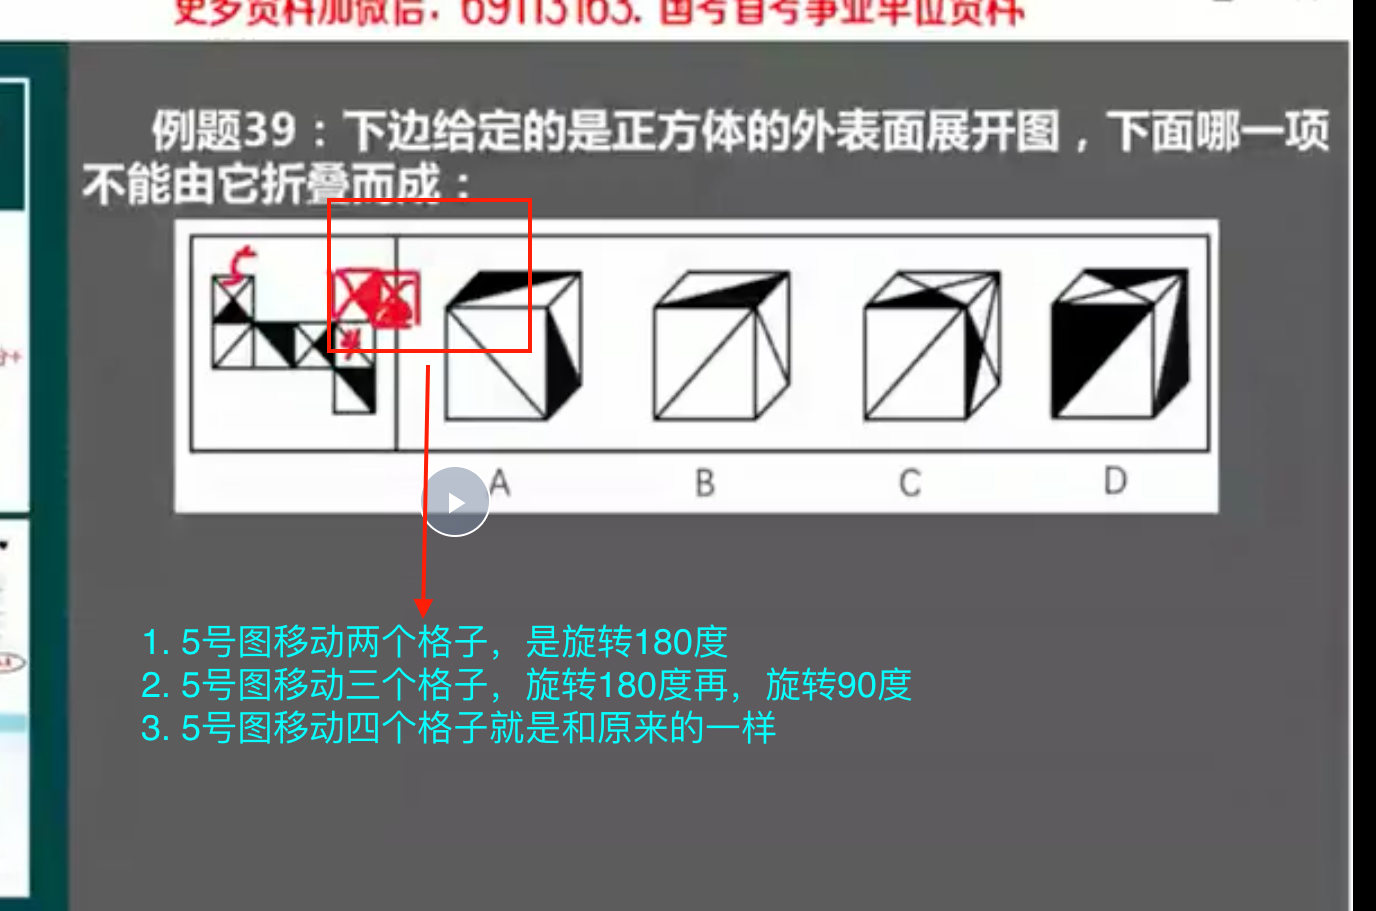 更多资料加微信：69113163. 国考省考事业单位资料
例题39：下边给定的是正方体的外表面展开图，下面哪一项
不能由它折叠而成：
5
A
B
C
D
1. 5号图移动两个格子，是旋转180度
2. 5号图移动三个格子，旋转180度再，旋转90度
3. 5号图移动四个格子就是和原来的一样